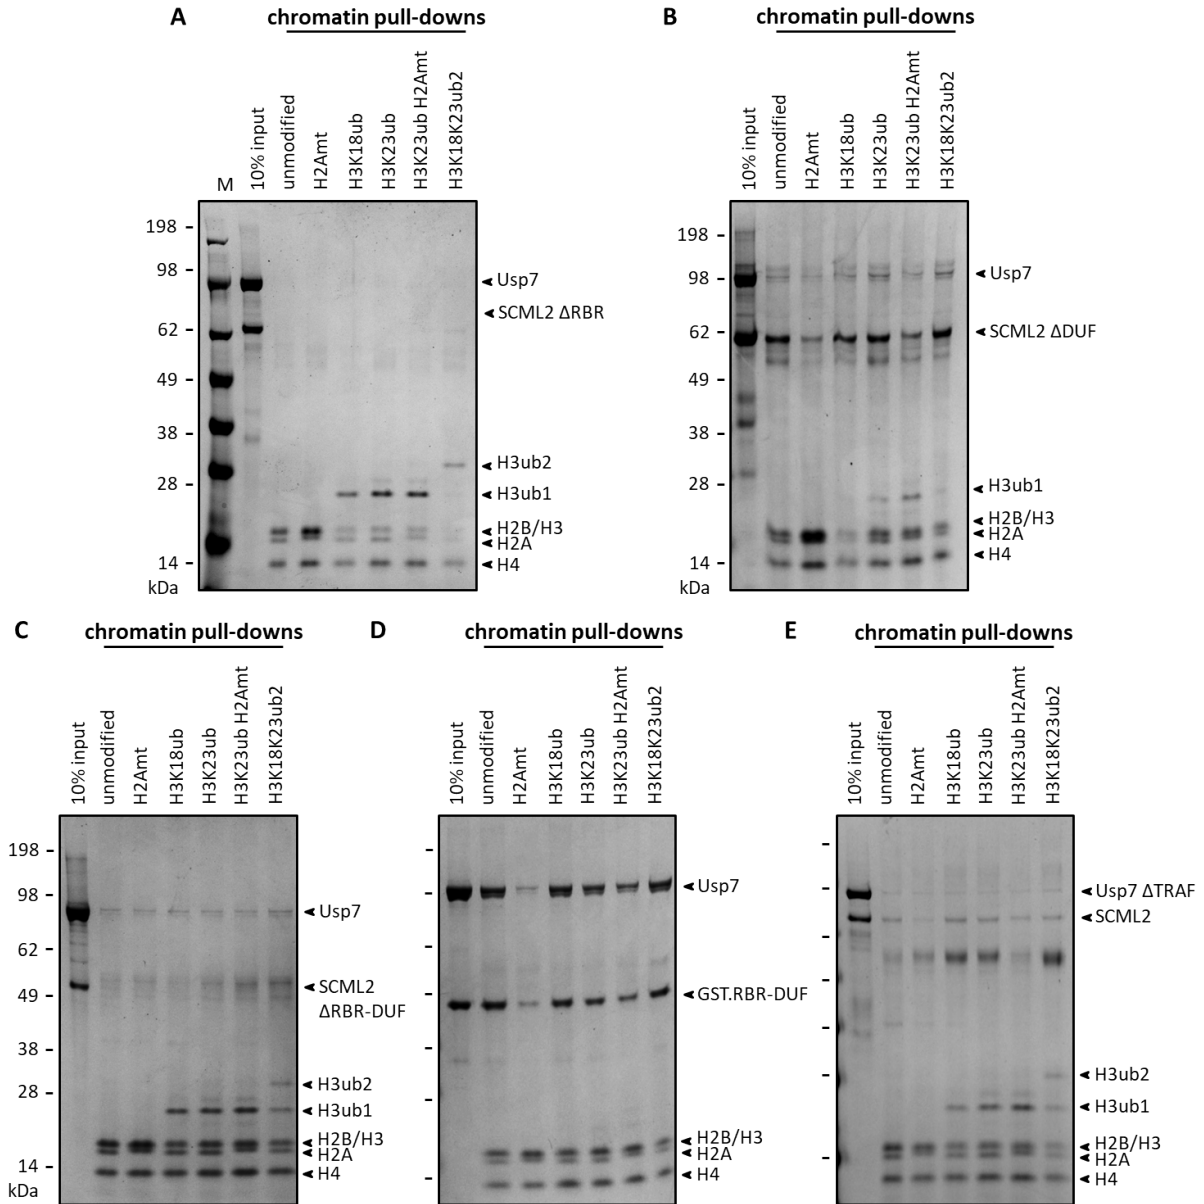 A
chromatin pull-downs
M
10% input
unmodified
H2Amt
H3K18ub
H3K23ub
H3K23ub H2Amt
H3K18K23ub2
198
98
62
49
38
28
14
kDa
Usp7
SCML2 ΔRBR
H3ub2
H3ub1
H2B/H3
H2A
H4
B
chromatin pull-downs
10% input
unmodified
H2Amt
H3K18ub
H3K23ub
H3K23ub H2Amt
H3K18K23ub2
198
98
62
49
38
28
14
kDa
Usp7
SCML2 ΔDUF
H3ub1
H2B/H3
H2A
H4
C
chromatin pull-downs
10% input
unmodified
H2Amt
H3K18ub
H3K23ub
H3K23ub H2Amt
H3K18K23ub2
198
98
62
49
38
28
14
kDa
Usp7
SCML2
ΔRBR-DUF
H3ub2
H3ub1
H2B/H3
H2A
H4
D
chromatin pull-downs
10% input
unmodified
H2Amt
H3K18ub
H3K23ub
H3K23ub H2Amt
H3K18K23ub2
Usp7
GST.RBR-DUF
H2B/H3
H2A
H4
E
chromatin pull-downs
10% input
unmodified
H2Amt
H3K18ub
H3K23ub
H3K23ub H2Amt
H3K18K23ub2
Usp7 ΔTRAF
SCML2
H3ub2
H3ub1
H2B/H3
H2A
H4